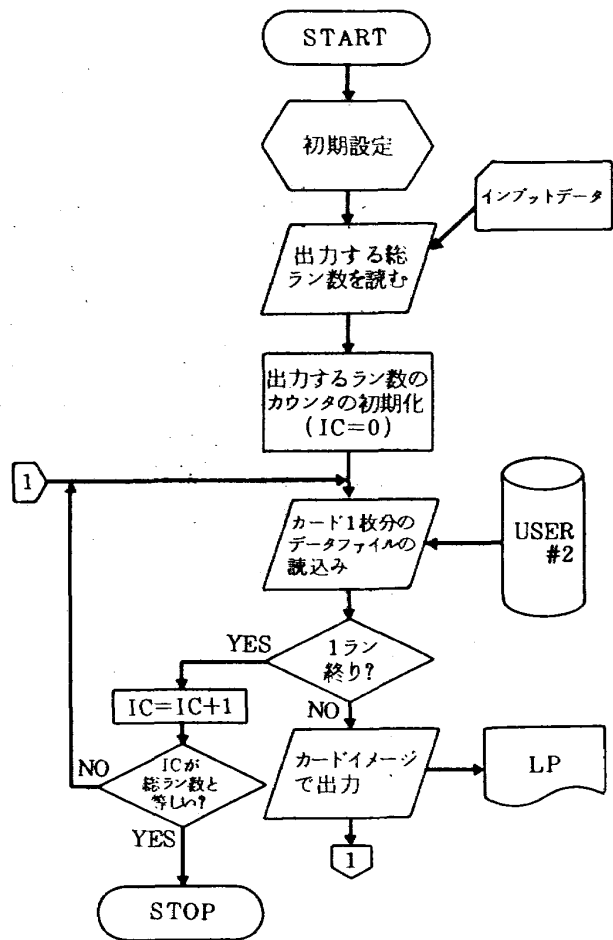 START
初期設定
インプットデータ
出力する総
ラン数を読む
出力するラン数の
カウンタの初期化
(IC=0)
1
カード1枚分の
データファイルの
読込み
USER
#2
YES
1ラン
終り?
NO
IC=IC+1
カードイメージ
で出力
LP
NO
ICが
総ラン数と
等しい?
YES
1
STOP